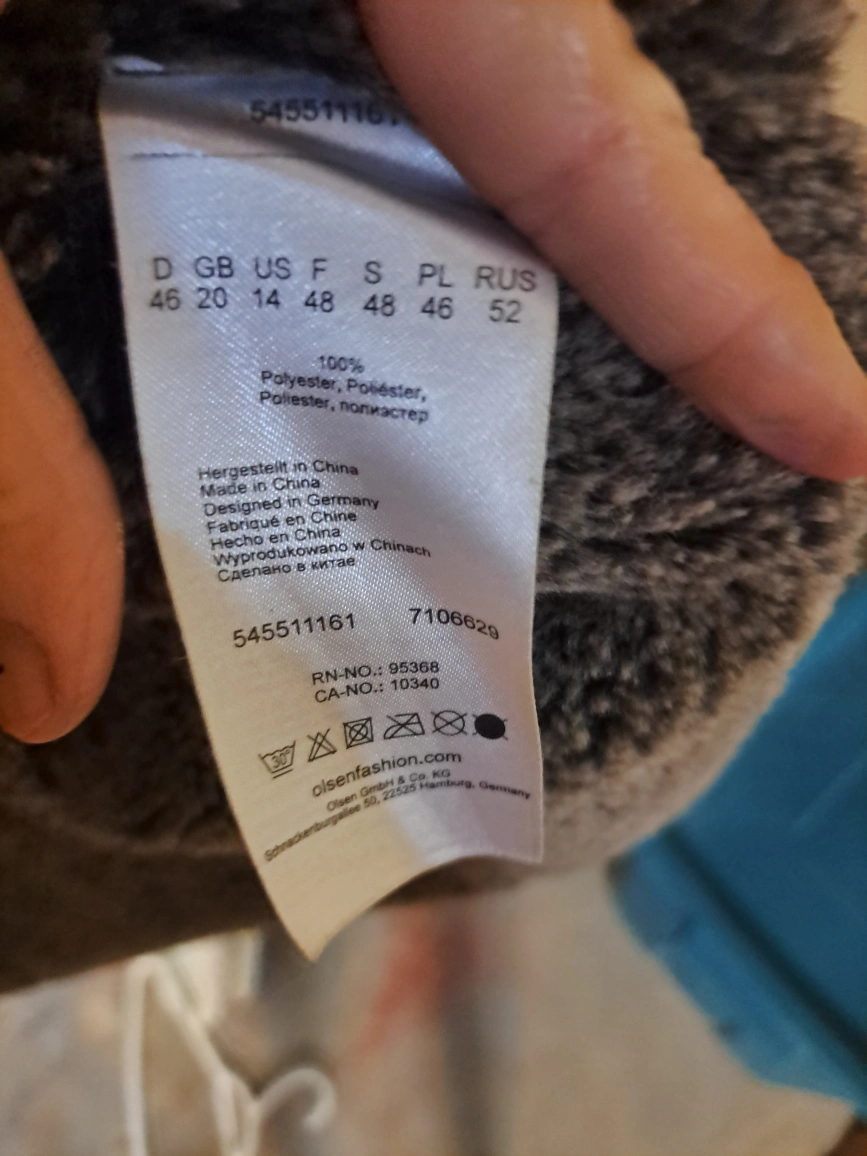 545511161
D GB US F S PL RUS
46 20 14 48 48 46 52
100%
Polyester, Poliéster,
Poliester, полиэстер
Hergestellt in China
Made in China
Designed in Germany
Fabriqué en Chine
Hecho en China
Wyprodukowano w Chinach
Сделано в китае
545511161 7106629
RN-NO.: 95368
CA-NO.: 10340
30°
olsenfashion.com
Olsen GmbH & Co. KG
Schnackenburgallee 50, 22525 Hamburg, Germany